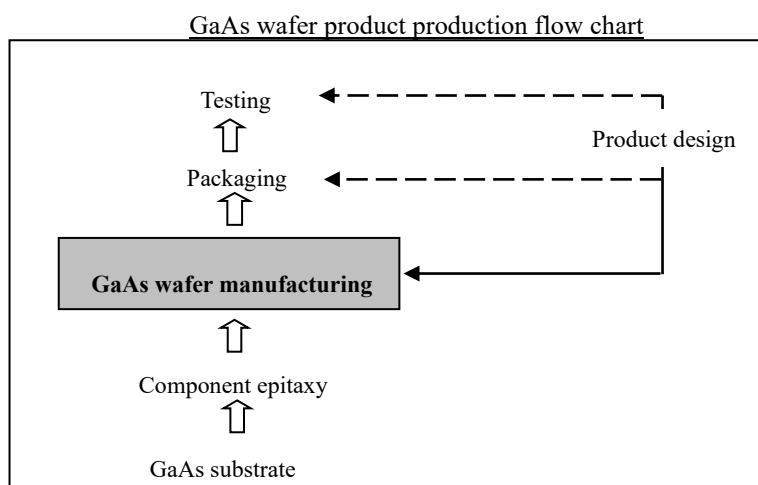 GaAs wafer product production flow chart
Testing
Product design
Packaging
GaAs wafer manufacturing
Component epitaxy
GaAs substrate